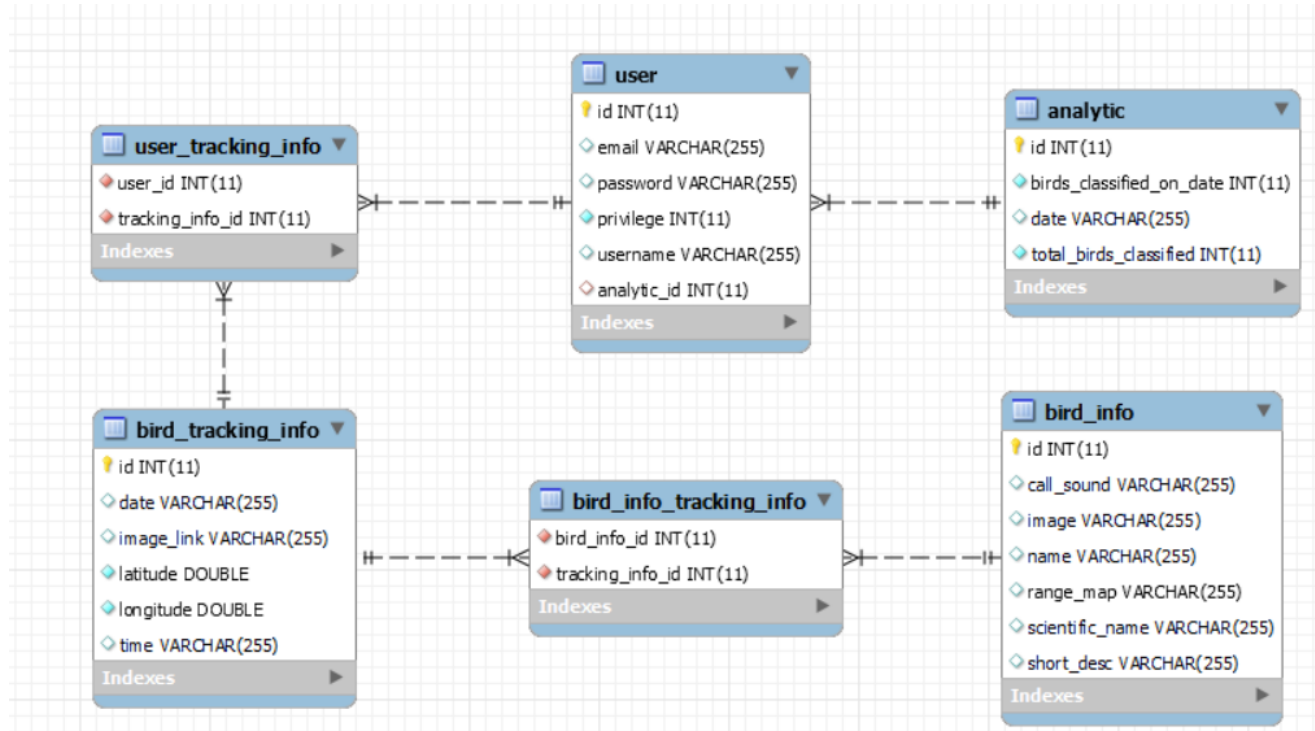 user
id INT(11)
email VARCHAR(255)
password VARCHAR(255)
privilege INT(11)
username VARCHAR(255)
analytic_id INT(11)
Indexes
analytic
id INT(11)
birds_classified_on_date INT(11)
date VARCHAR(255)
total_birds_classified INT(11)
Indexes
user_tracking_info
user_id INT(11)
tracking_info_id INT(11)
Indexes
bird_tracking_info
id INT(11)
date VARCHAR(255)
image_link VARCHAR(255)
latitude DOUBLE
longitude DOUBLE
time VARCHAR(255)
Indexes
bird_info_tracking_info
bird_info_id INT(11)
tracking_info_id INT(11)
Indexes
bird_info
id INT(11)
call_sound VARCHAR(255)
image VARCHAR(255)
name VARCHAR(255)
range_map VARCHAR(255)
scientific_name VARCHAR(255)
short_desc VARCHAR(255)
Indexes